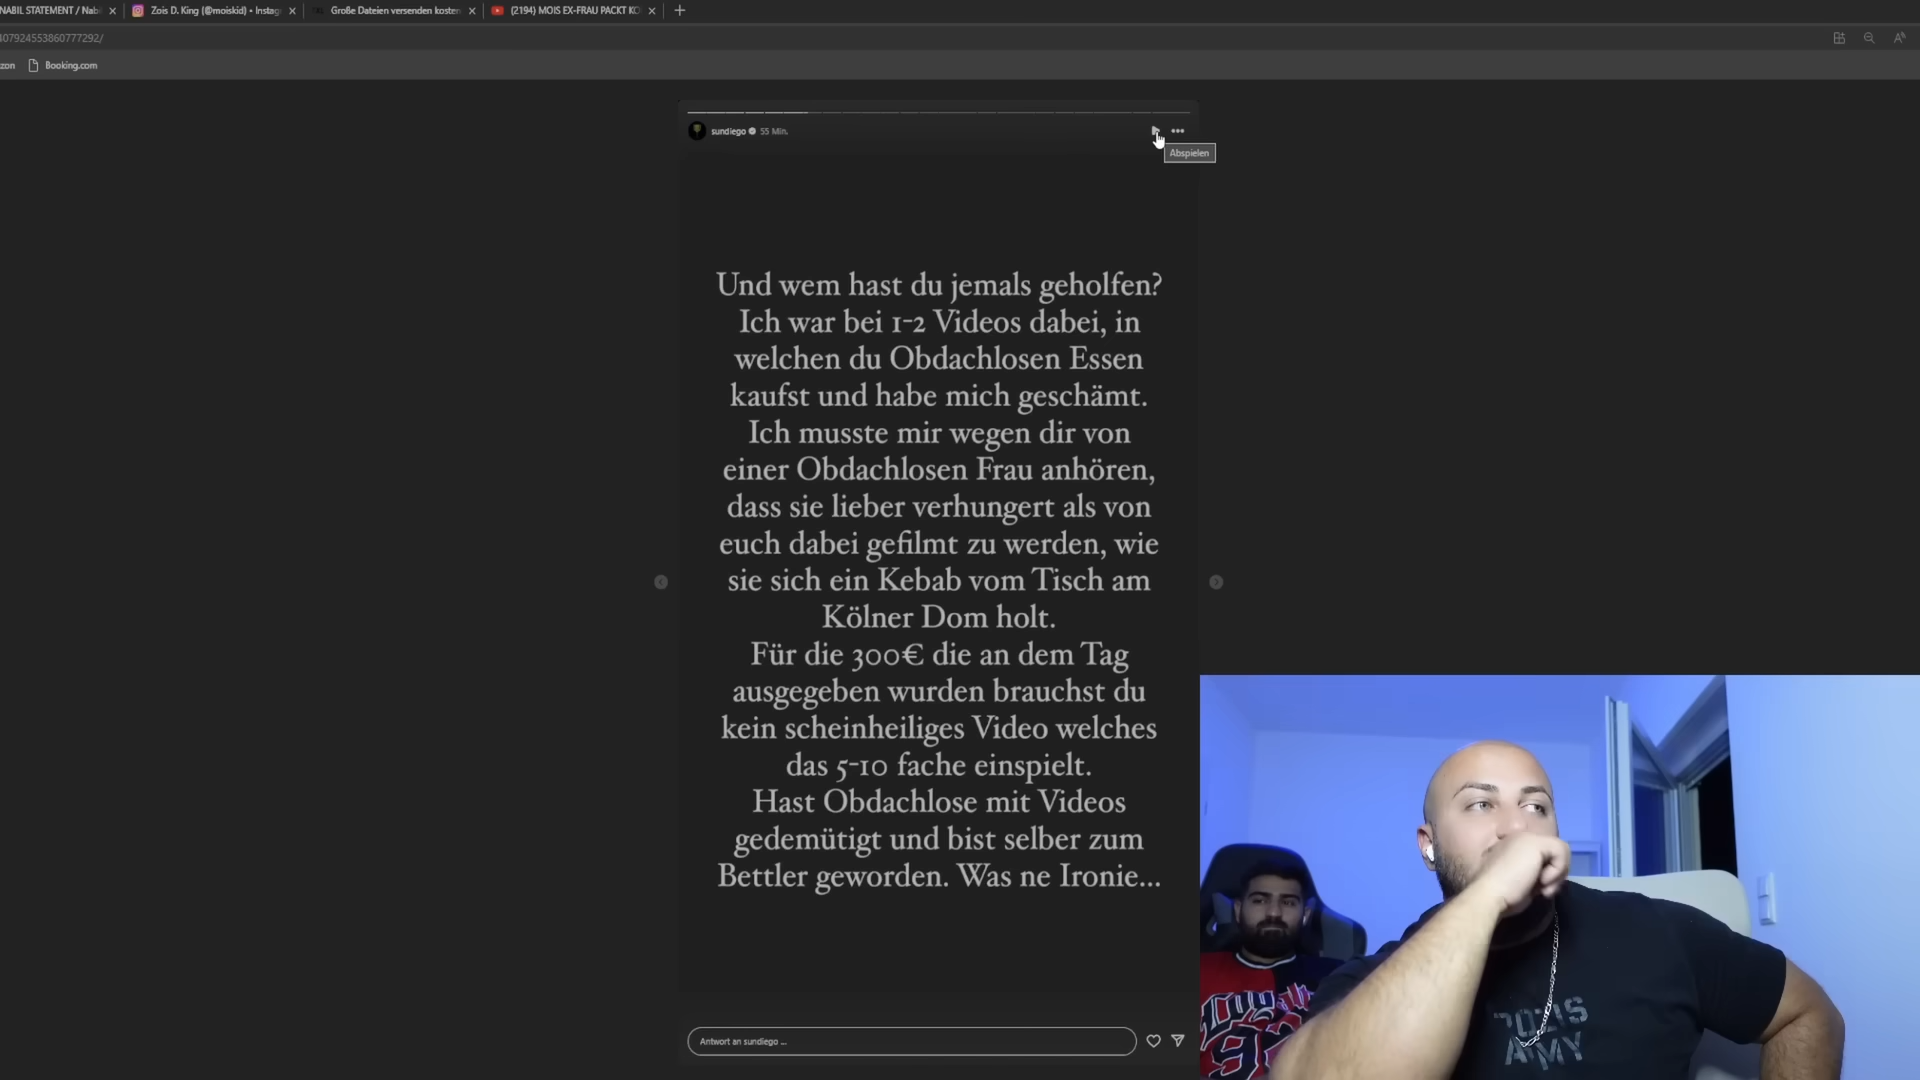 NABIL STATEMENT / Nabi
Zois D. King (@moiskid) • Instag
Große Dateien versenden kosten
(2194) MOIS EX-FRAU PACKT KO
407924553860777292/
zon
Booking.com
sundiego 55 Min.
Abspielen
Und wem hast du jemals geholfen?
Ich war bei 1-2 Videos dabei, in
welchen du Obdachlosen Essen
kaufst und habe mich geschämt.
Ich musste mir wegen dir von
einer Obdachlosen Frau anhören,
dass sie lieber verhungert als von
euch dabei gefilmt zu werden, wie
sie sich ein Kebab vom Tisch am
Kölner Dom holt.
Für die 300€ die an dem Tag
ausgegeben wurden brauchst du
kein scheinheiliges Video welches
das 5-10 fache einspielt.
Hast Obdachlose mit Videos
gedemütigt und bist selber zum
Bettler geworden. Was ne Ironie...
Antwort an sundiego ...
ARMY